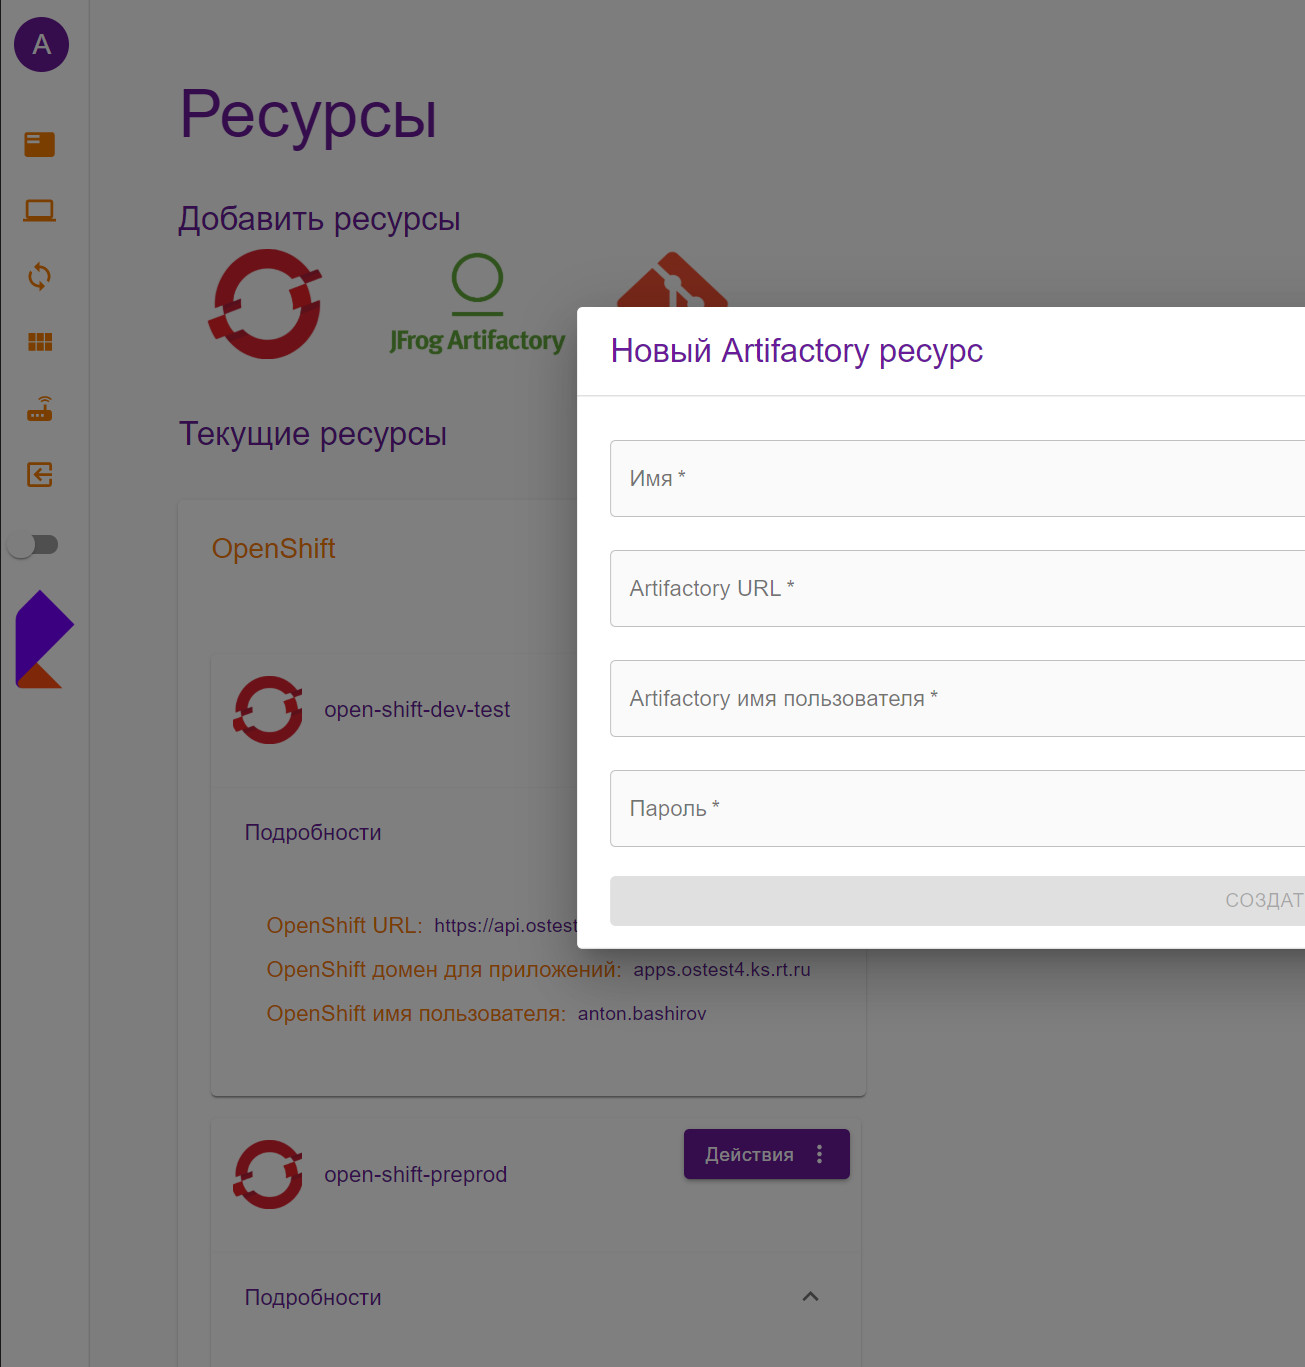 A
Ресурсы
Добавить ресурсы
JFrog Artifactory
Текущие ресурсы
OpenShift
open-shift-dev-test
Подробности
OpenShift URL: https://api.ostest
OpenShift домен для приложений: apps.ostest4.ks.rt.ru
OpenShift имя пользователя: anton.bashirov
open-shift-preprod
Действия
Подробности
Новый Artifactory ресурс
Имя *
Artifactory URL *
Artifactory имя пользователя *
Пароль *
СОЗДАТ